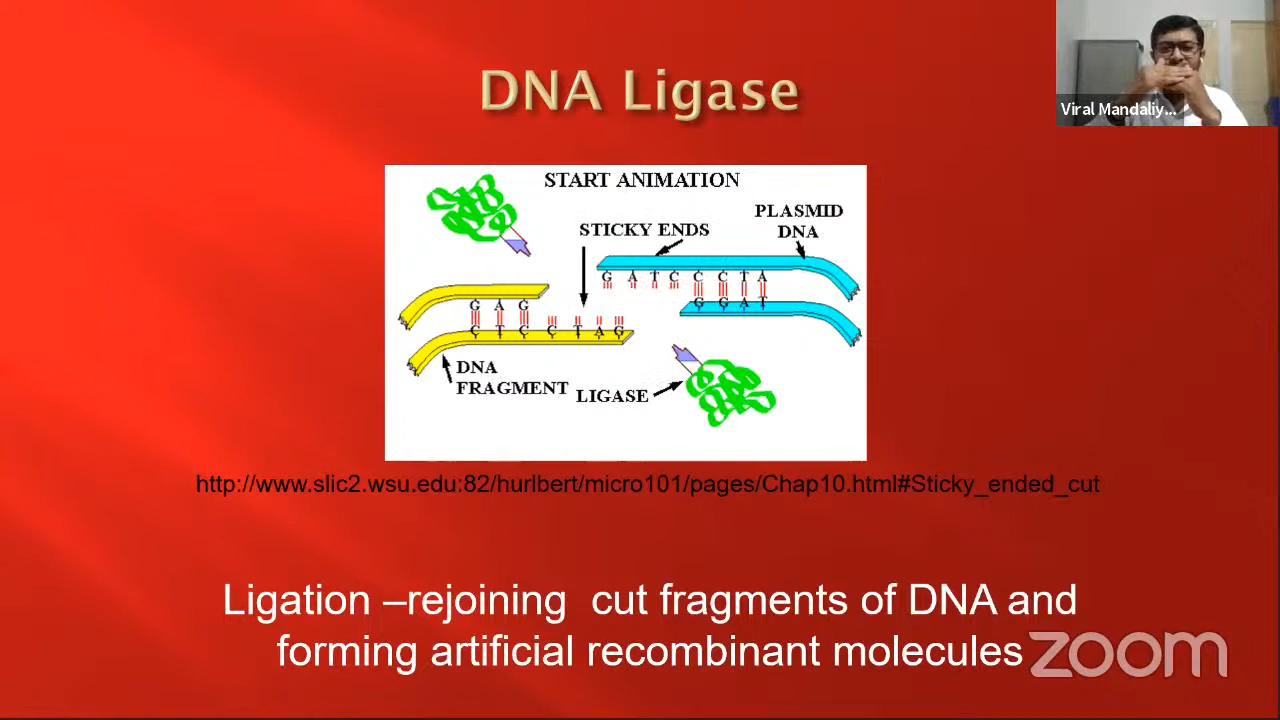 DNA Ligase
Viral Mandaliy...
START ANIMATION
STICKY ENDS
PLASMID
DNA
G A T C C C T A
G G A T
G A G
C T C C T A G
DNA
FRAGMENT
LIGASE
http://www.slic2.wsu.edu:82/hurlbert/micro101/pages/Chap10.html#Sticky_ended_cut
Ligation –rejoining cut fragments of DNA and
forming artificial recombinant molecules
zoom